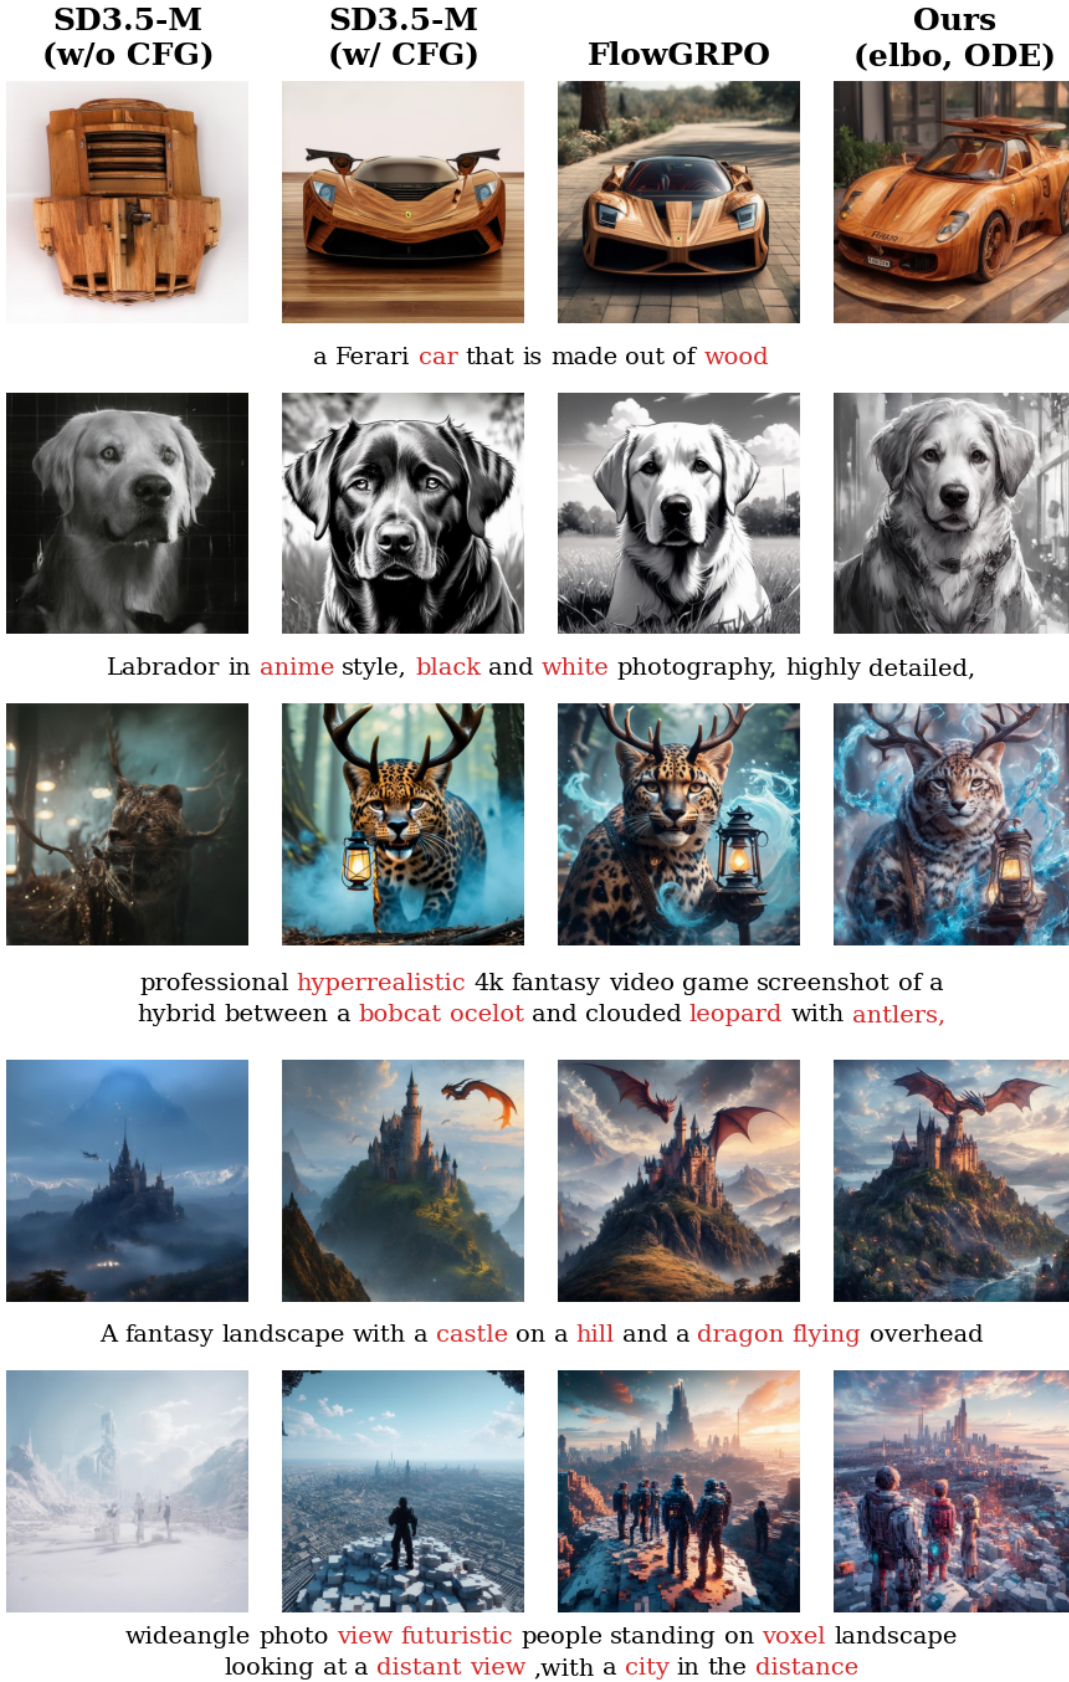 SD3.5-M
(w/o CFG)
SD3.5-M
(w/ CFG)
FlowGRPO
Ours
(elbo, ODE)
a Ferari car that is made out of wood
Labrador in anime style, black and white photography, highly detailed,
professional hyperrealistic 4k fantasy video game screenshot of a
hybrid between a bobcat ocelot and clouded leopard with antlers,
A fantasy landscape with a castle on a hill and a dragon flying overhead
wideangle photo view futuristic people standing on voxel landscape
looking at a distant view ,with a city in the distance